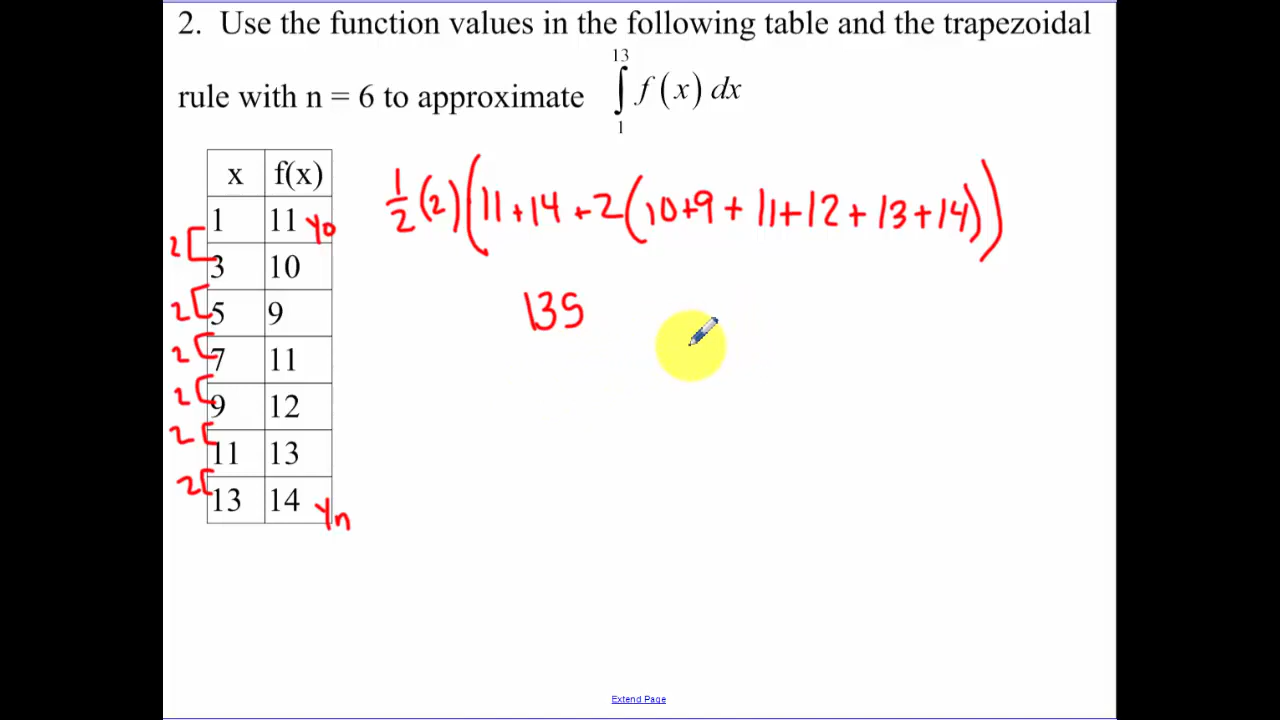 2. Use the function values in the following table and the trapezoidal
rule with n = 6 to approximate ∫₁¹³ f(x) dx
x f(x)
1 11 y0
3 10
5 9
7 11
9 12
11 13
13 14 yn
2
2
2
2
2
2
1/2 (2)(11+14+2(10+9+11+12+13+14))
135
Extend Page